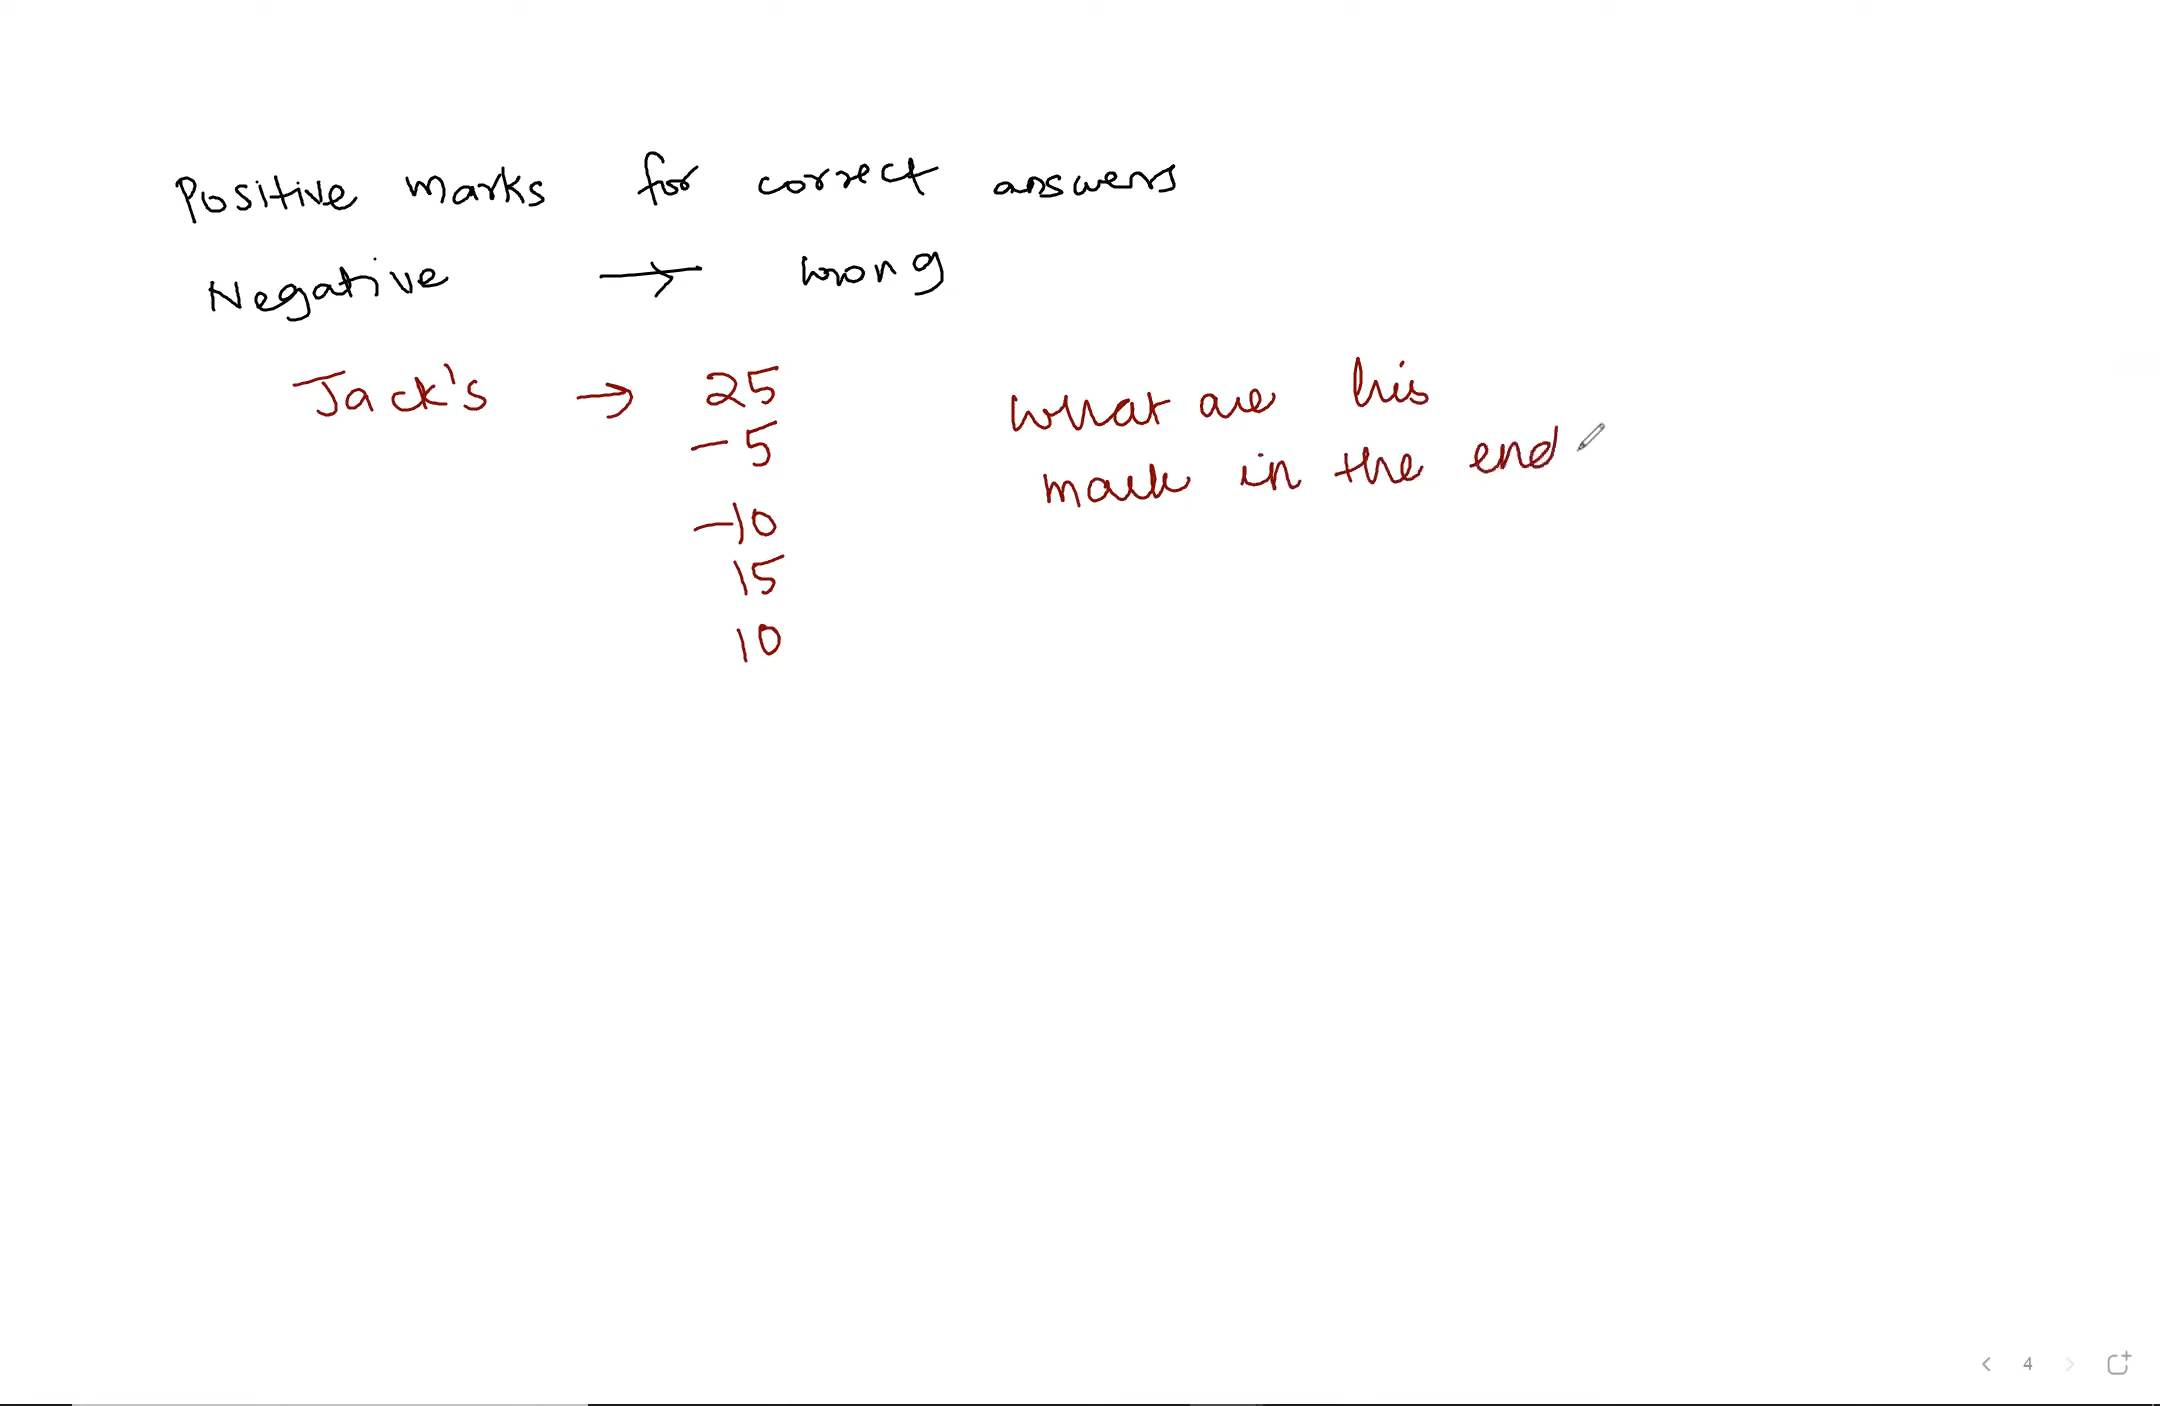 Positive marks for correct answers
Negative → wrong
Jack's → 25
-5
-10
15
10
what are his
mark in the end
4